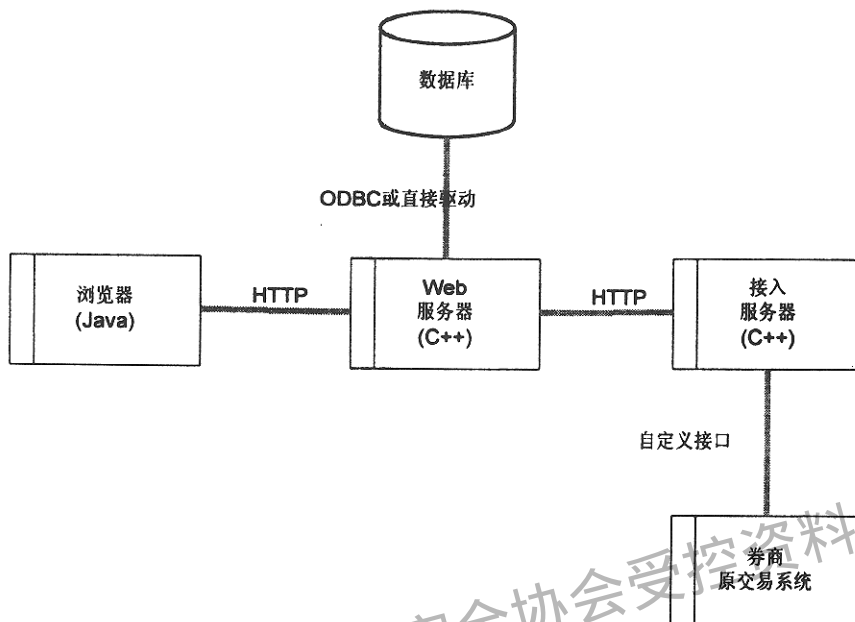 数据库
ODBC或直接驱动
浏览器
(Java)
HTTP
Web
服务器
(C++)
HTTP
接入
服务器
(C++)
自定义接口
券商
原交易系统
全协会受控资料